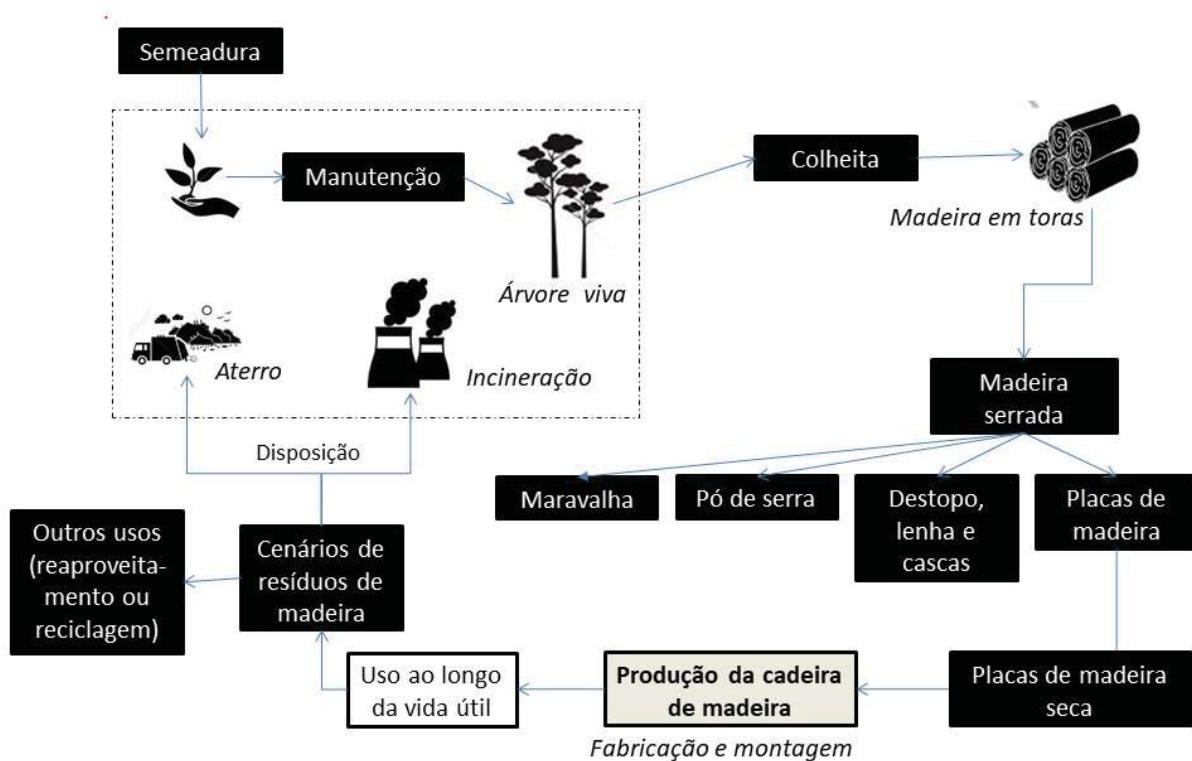 Semeadura
Manutenção
Árvore viva
Colheita
Madeira em toras
Aterro
Incineração
Disposição
Madeira
serrada
Maravalha
Pó de serra
Destopo,
lenha e
cascas
Placas de
madeira
Outros usos
(reaproveita-
mento ou
reciclagem)
Cenários de
resíduos de
madeira
Uso ao longo
da vida útil
Produção da cadeira
de madeira
Fabricação e montagem
Placas de madeira
seca